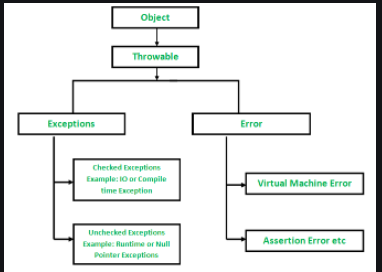 Object
Throwable
Exceptions
Error
Checked Exceptions
Example: IO or Compile
time Exception
Virtual Machine Error
Unchecked Exceptions
Example: Runtime or Null
Pointer Exceptions
Assertion Error etc